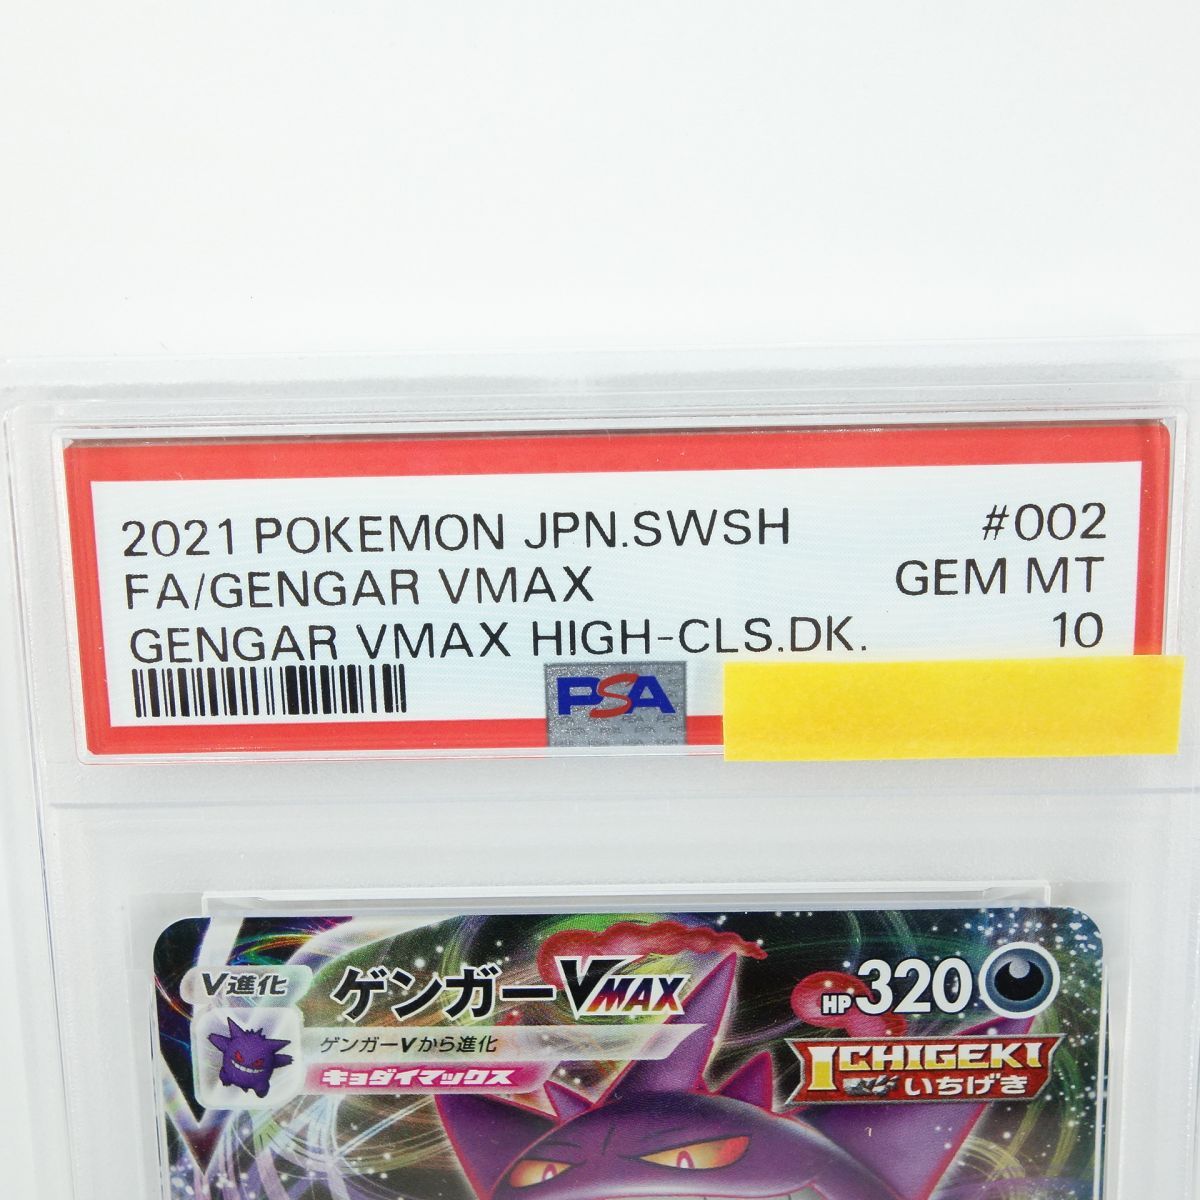 2021 POKEMON JPN.SWSH #002
FA/GENGAR VMAX GEM MT
GENGAR VMAX HIGH-CLS.DK. 10
PSA
V進化 ゲンガーVMAX HP320
ゲンガーVから進化
キョダイマックス
ICHIGEKI
いちげき